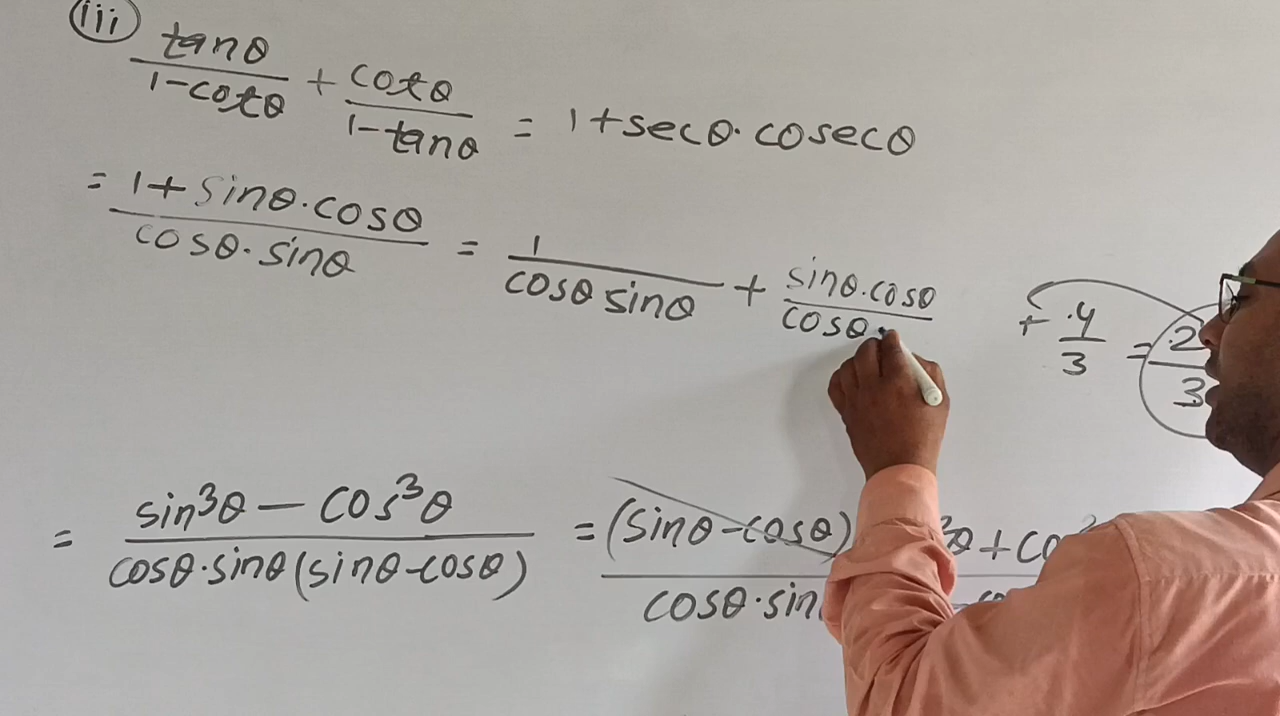 iii
tanθ/1-cotθ + cotθ/1-tanθ = 1+secθ.cosecθ
= 1+sinθ.cosθ/cosθ.sinθ = 1/cosθ sinθ + sinθ.cosθ/cosθ.
+ .4/3 = .2/3
= sin³θ - cos³θ/cosθ.sinθ(sinθ-cosθ) = (sinθ-cosθ) ²θ+co/cosθ.sin